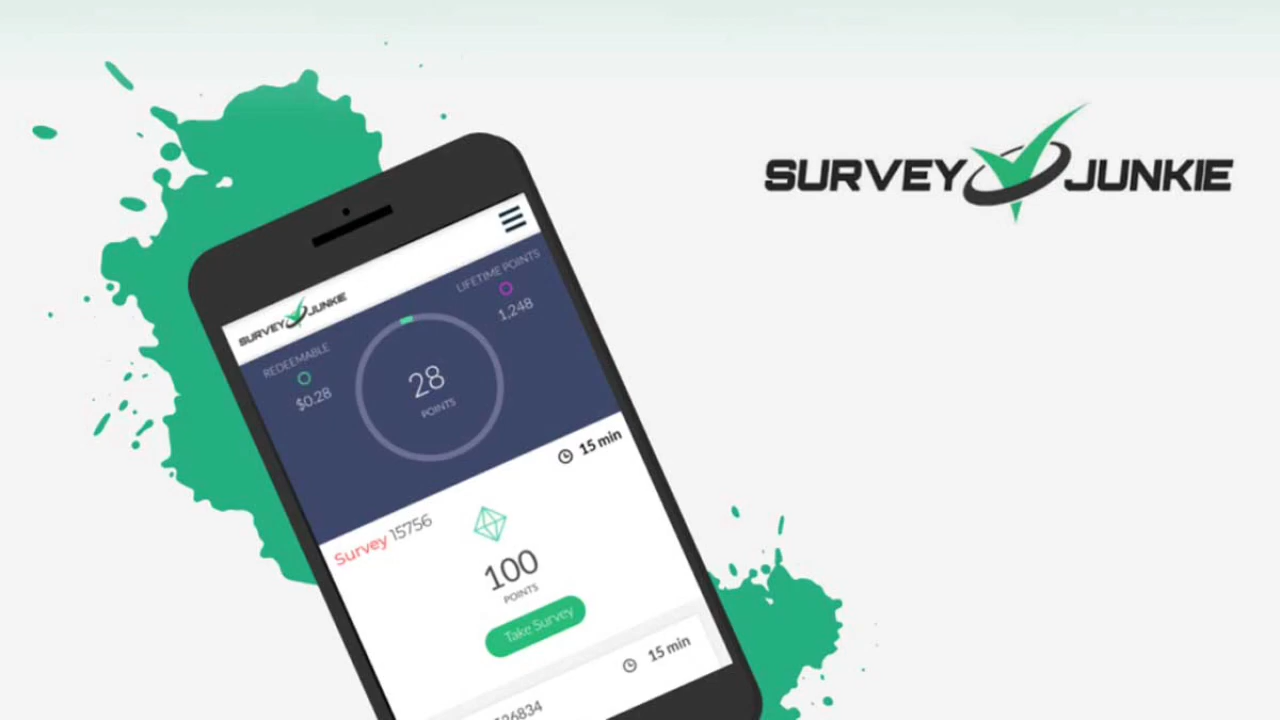 SURVEY JUNKIE
SURVEY JUNKIE
LIFETIME POINTS
1,248
REDEEMABLE
$0.28
28
POINTS
15 min
Survey 15756
100
POINTS
Take Survey
15 min